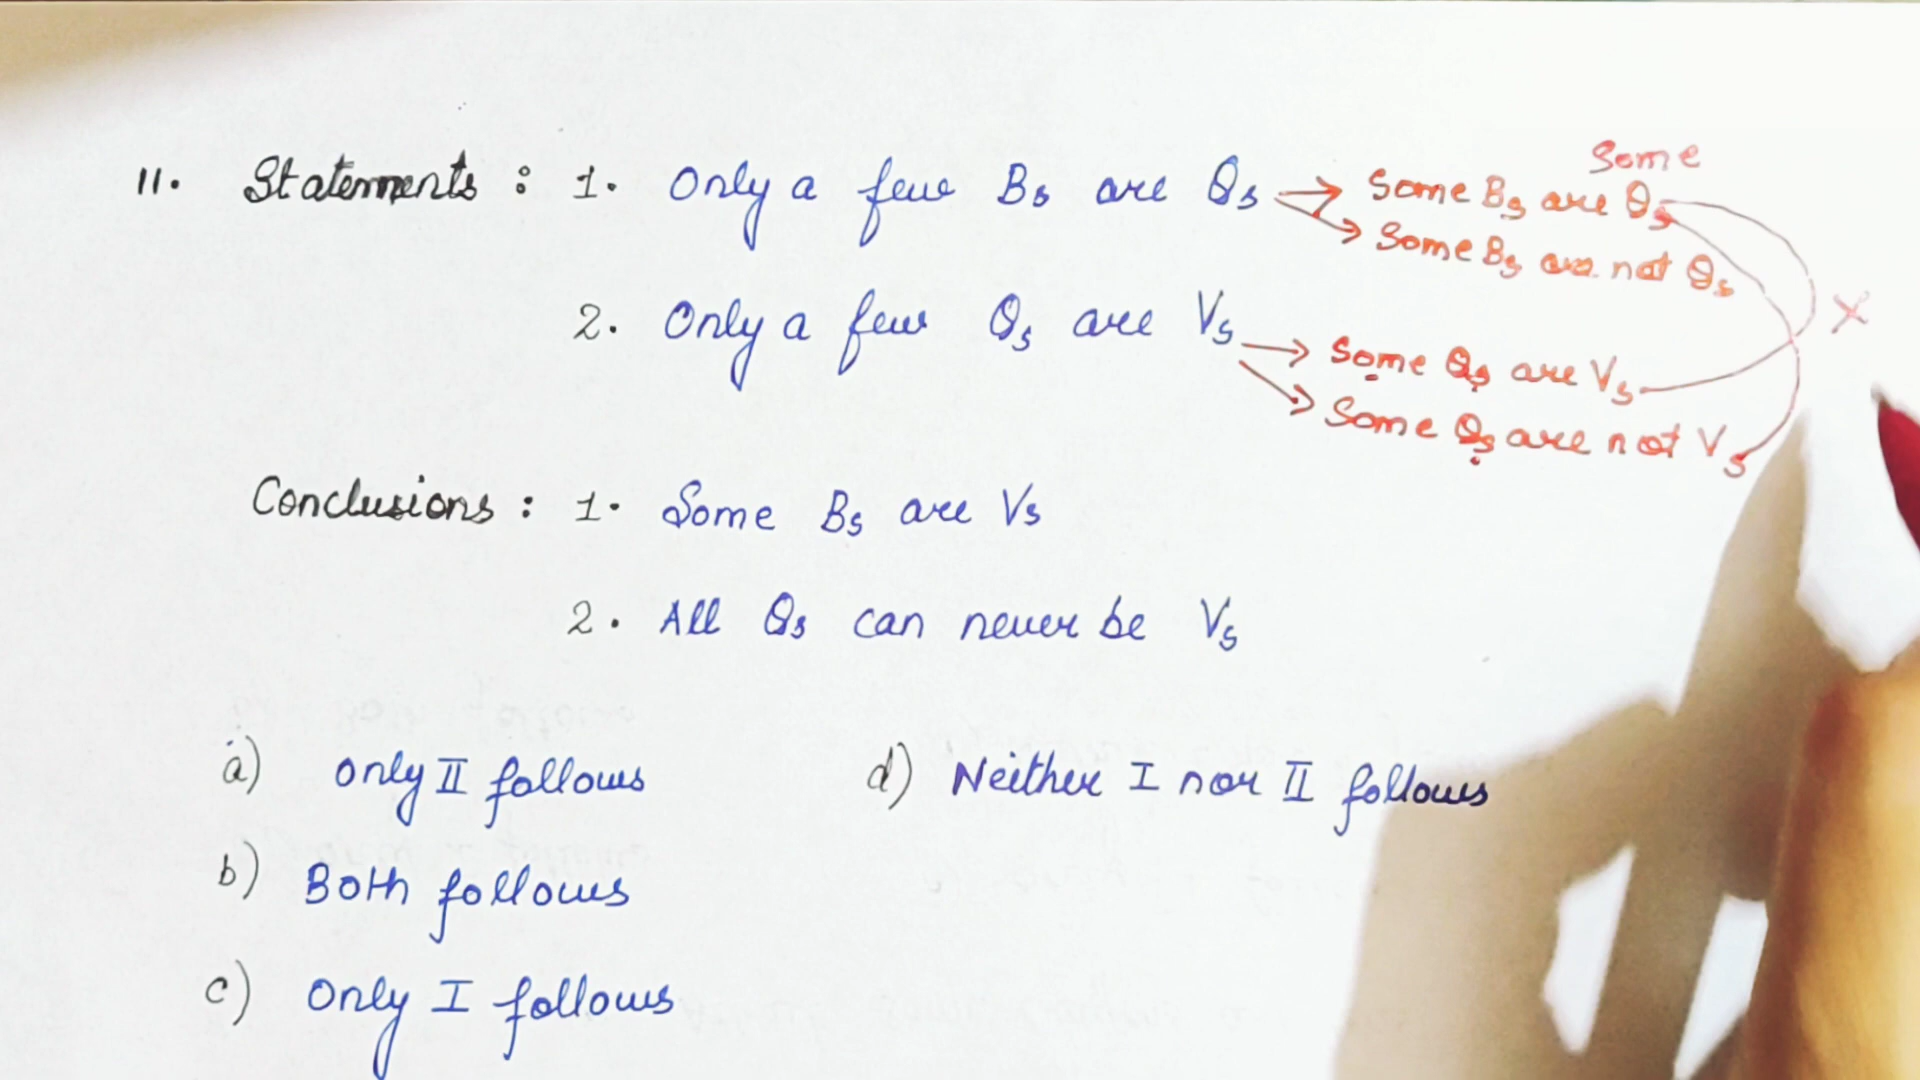 11. Statements : 1. Only a few Bs are Qs → Some Bs are Qs
Some
→ Some Bs are not Qs
2. Only a few Qs are Vs → Some Qs are Vs
→ Some Qs are not Vs
X
Conclusions : 1. Some Bs are Vs
2. All Qs can never be Vs
a) only II follows
b) Both follows
c) only I follows
d) Neither I nor II follows